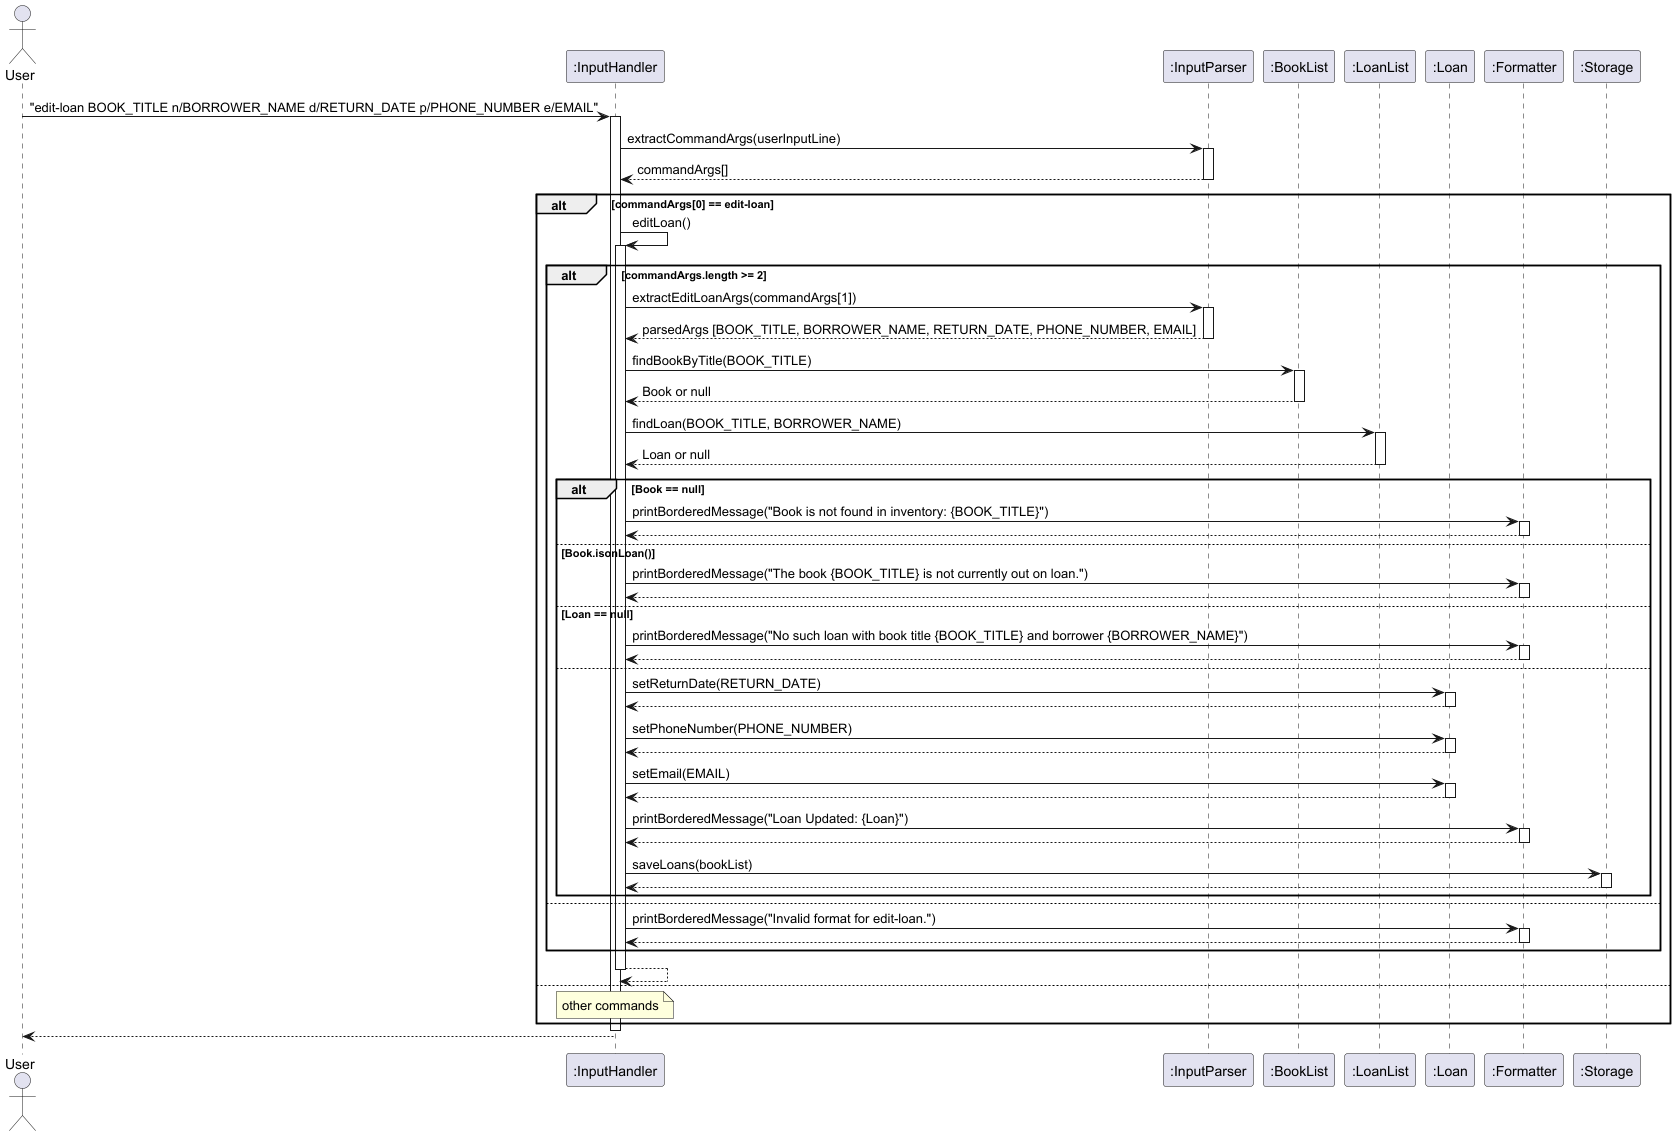 User
:InputHandler
:InputParser
:BookList
:LoanList
:Loan
:Formatter
:Storage
"edit-loan BOOK_TITLE n/BORROWER_NAME d/RETURN_DATE p/PHONE_NUMBER e/EMAIL"
extractCommandArgs(userInputLine)
commandArgs[]
alt [commandArgs[0] == edit-loan]
editLoan()
alt [commandArgs.length >= 2]
extractEditLoanArgs(commandArgs[1])
parsedArgs [BOOK_TITLE, BORROWER_NAME, RETURN_DATE, PHONE_NUMBER, EMAIL]
findBookByTitle(BOOK_TITLE)
Book or null
findLoan(BOOK_TITLE, BORROWER_NAME)
Loan or null
alt [Book == null]
printBorderedMessage("Book is not found in inventory: {BOOK_TITLE}")
[Book.isonLoan()]
printBorderedMessage("The book {BOOK_TITLE} is not currently out on loan.")
[Loan == null]
printBorderedMessage("No such loan with book title {BOOK_TITLE} and borrower {BORROWER_NAME}")
setReturnDate(RETURN_DATE)
setPhoneNumber(PHONE_NUMBER)
setEmail(EMAIL)
printBorderedMessage("Loan Updated: {Loan}")
saveLoans(bookList)
printBorderedMessage("Invalid format for edit-loan.")
other commands
User
:InputHandler
:InputParser
:BookList
:LoanList
:Loan
:Formatter
:Storage